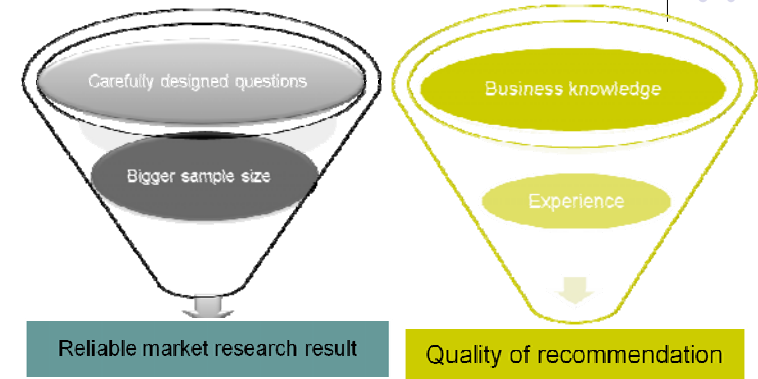 Carefully designed questions
Bigger sample size
Reliable market research result
Business knowledge
Experience
Quality of recommendation